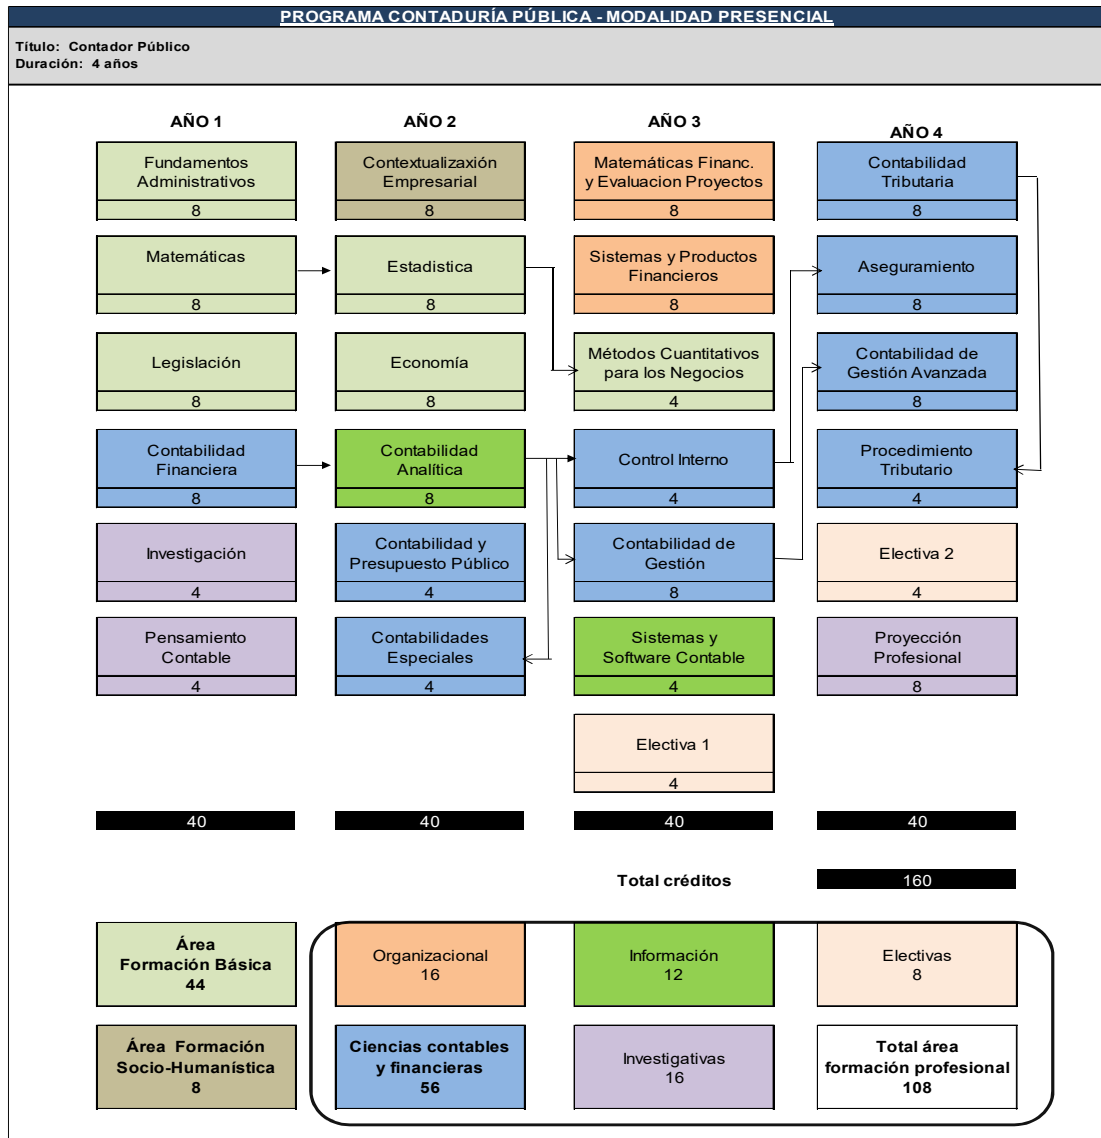 PROGRAMA CONTADURÍA PÚBLICA - MODALIDAD PRESENCIAL
Título: Contador Público
Duración: 4 años
AÑO 1
Fundamentos
Administrativos
8
Matemáticas
8
Legislación
8
Contabilidad
Financiera
8
Investigación
4
Pensamiento
Contable
4
40
AÑO 2
Contextualizaxión
Empresarial
8
Estadistica
8
Economía
8
Contabilidad
Analítica
8
Contabilidad y
Presupuesto Público
4
Contabilidades
Especiales
4
40
AÑO 3
Matemáticas Financ.
y Evaluacion Proyectos
8
Sistemas y Productos
Financieros
8
Métodos Cuantitativos
para los Negocios
4
Control Interno
4
Contabilidad de
Gestión
8
Sistemas y
Software Contable
4
Electiva 1
4
40
AÑO 4
Contabilidad
Tributaria
8
Aseguramiento
8
Contabilidad de
Gestión Avanzada
8
Procedimiento
Tributario
4
Electiva 2
4
Proyección
Profesional
8
40
Total créditos
160
Área
Formación Básica
44
Organizacional
16
Información
12
Electivas
8
Área Formación
Socio-Humanística
8
Ciencias contables
y financieras
56
Investigativas
16
Total área
formación profesional
108